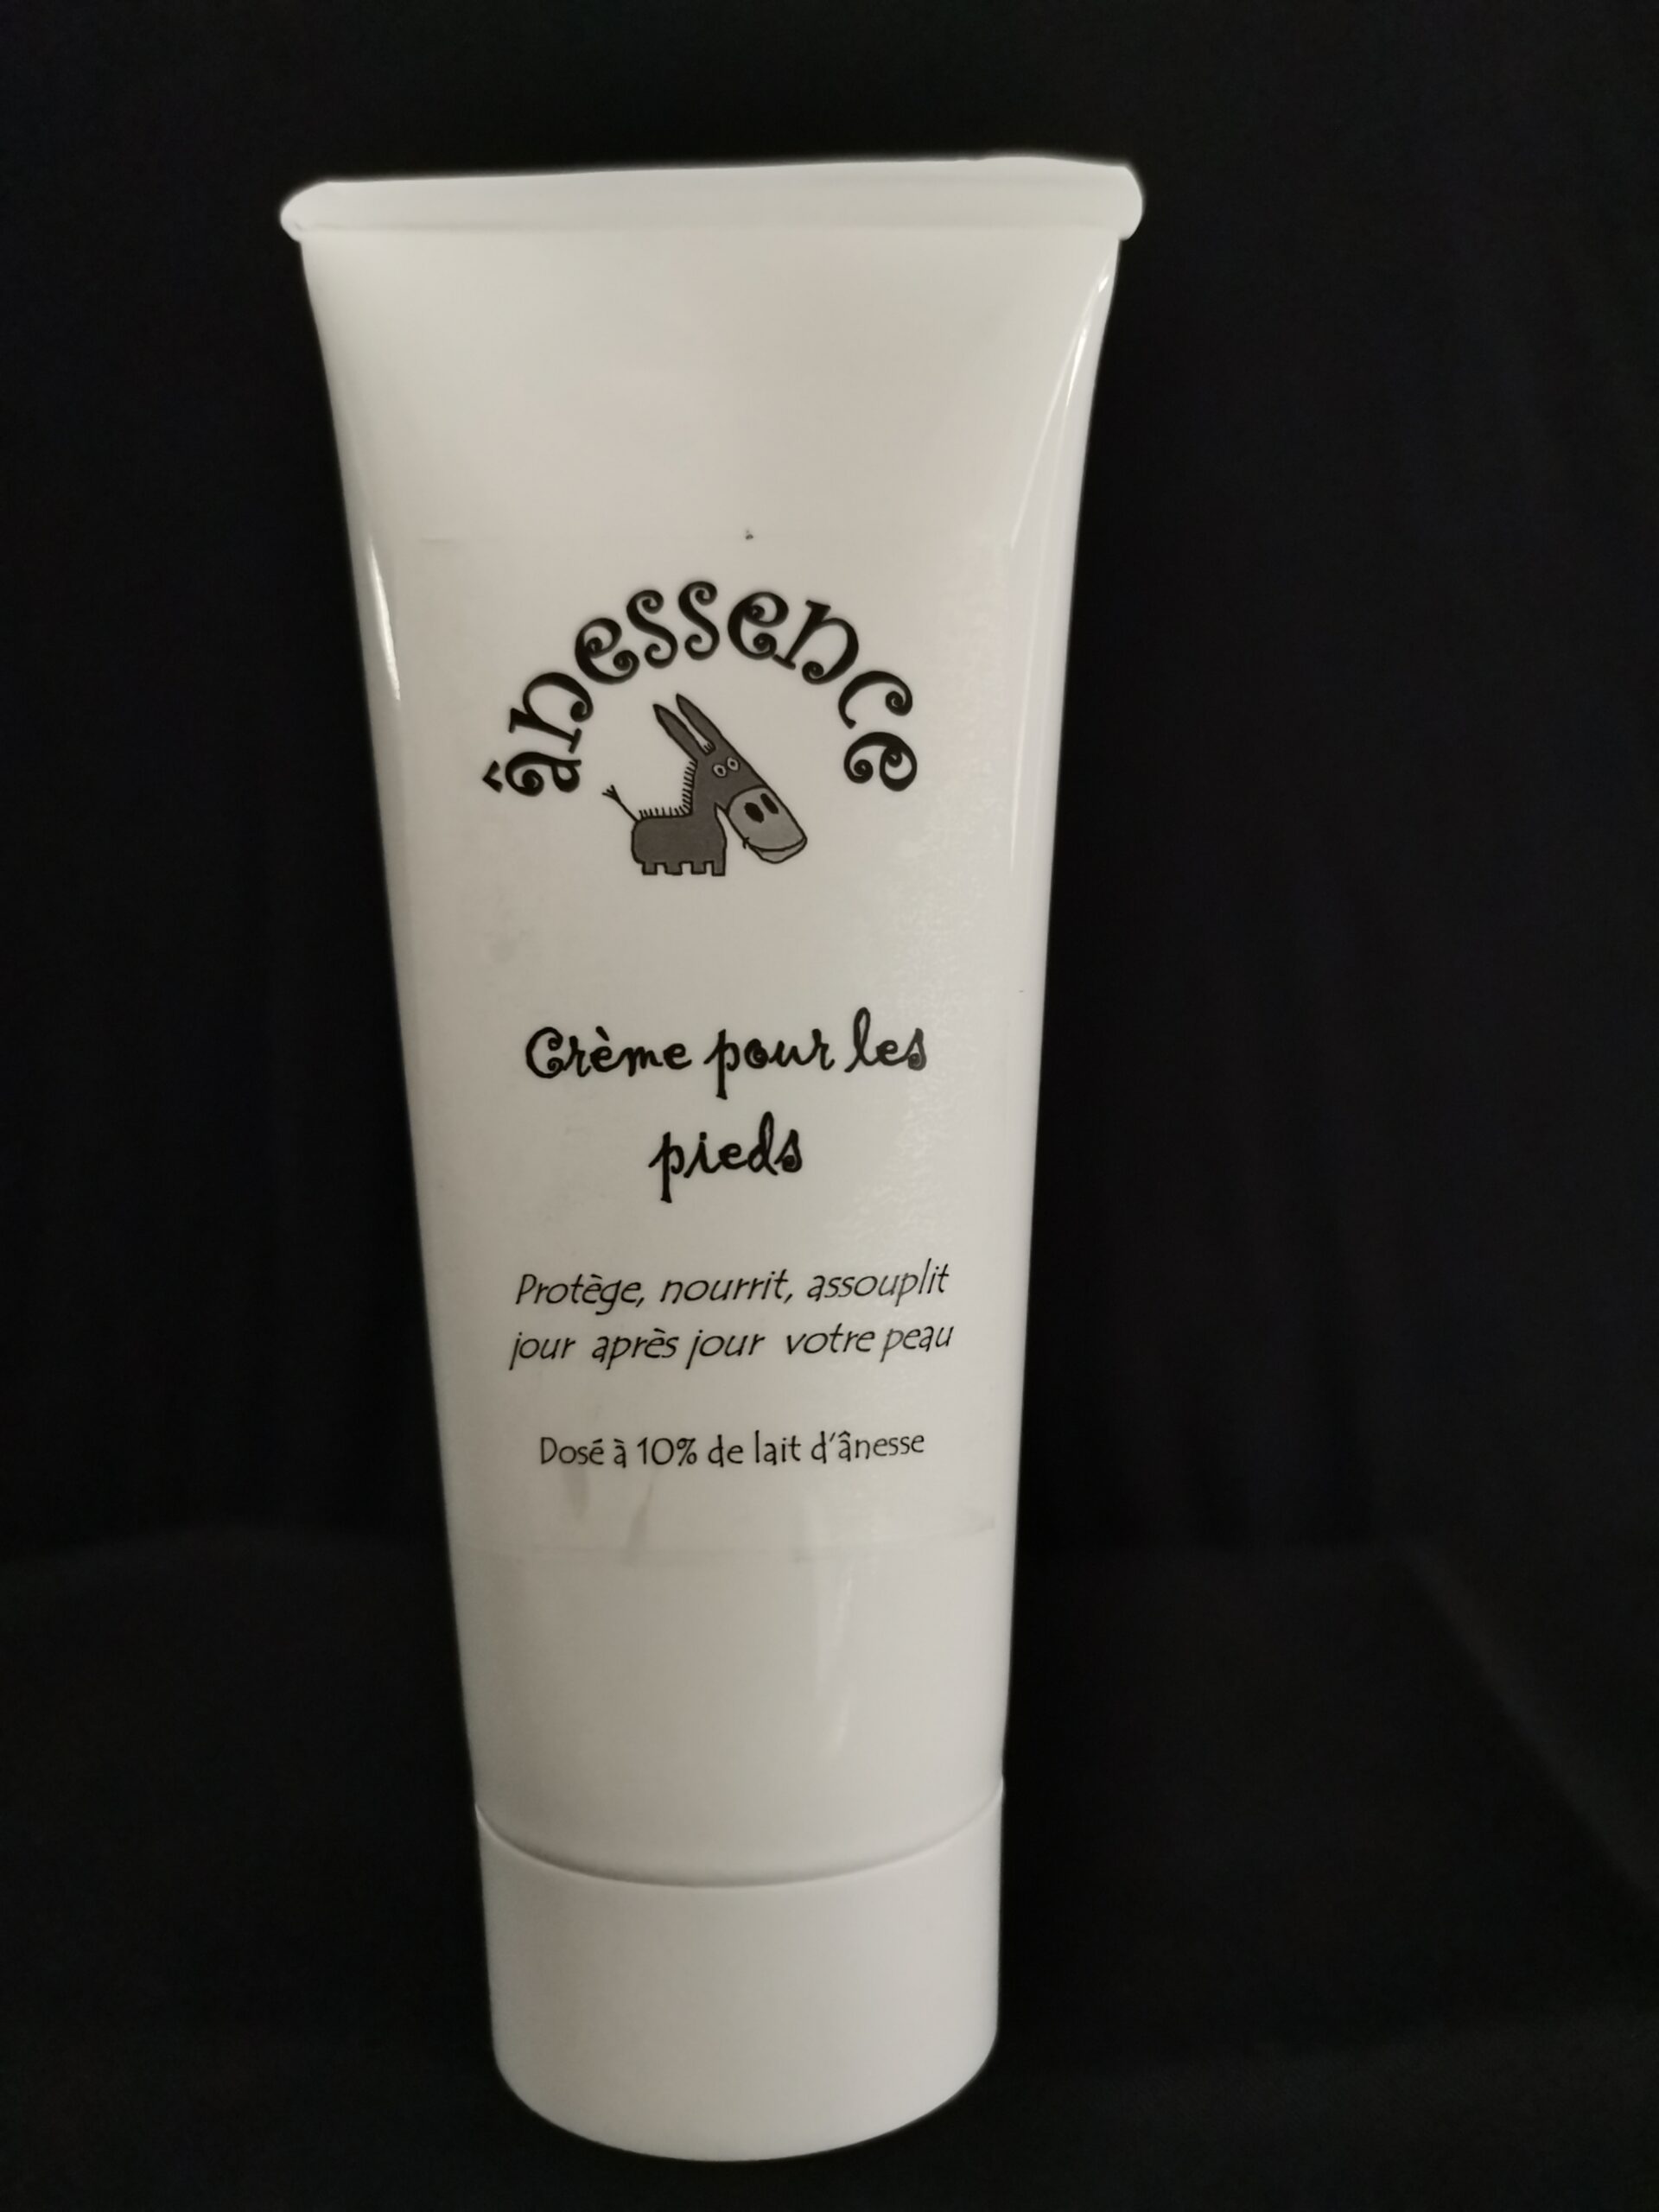 ânessence
Crème pour les
pieds
Protège, nourrit, assouplit
jour après jour votre peau
Dosé à 10% de lait d'ânesse